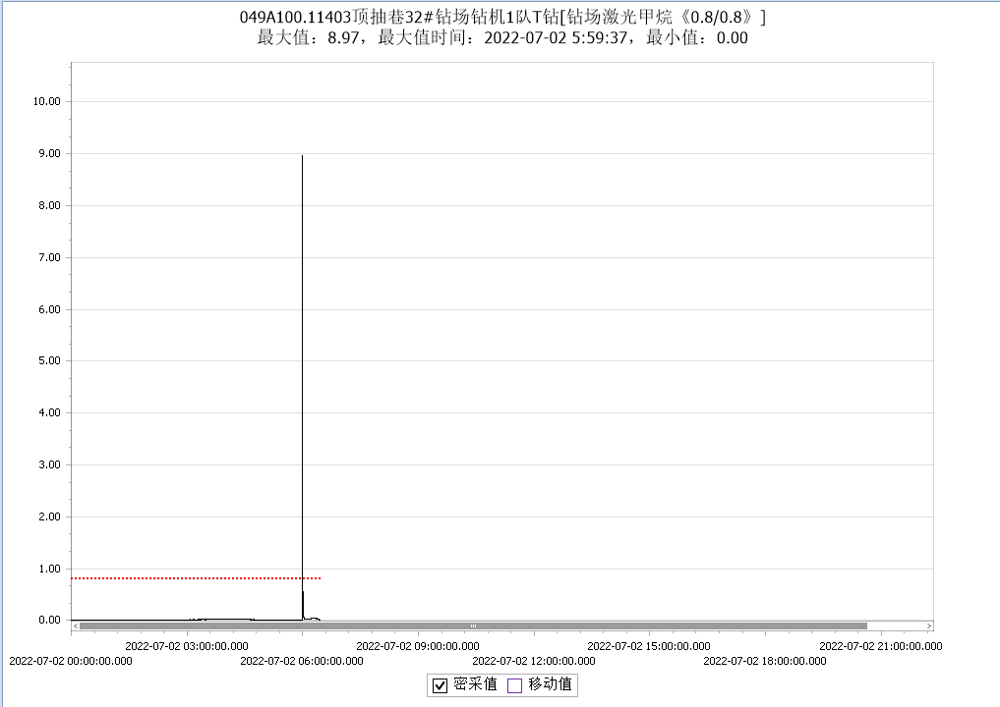 049A100.11403顶抽巷32#钻场钻机1队T钻[钻场激光甲烷《0.8/0.8》]
最大值：8.97，最大值时间：2022-07-02 5:59:37，最小值：0.00
10.00
9.00
8.00
7.00
6.00
5.00
4.00
3.00
2.00
1.00
0.00
2022-07-02 03:00:00.000 2022-07-02 09:00:00.000 2022-07-02 15:00:00.000 2022-07-02 21:00:00.000
2022-07-02 00:00:00.000 2022-07-02 06:00:00.000 2022-07-02 12:00:00.000 2022-07-02 18:00:00.000
密采值 移动值